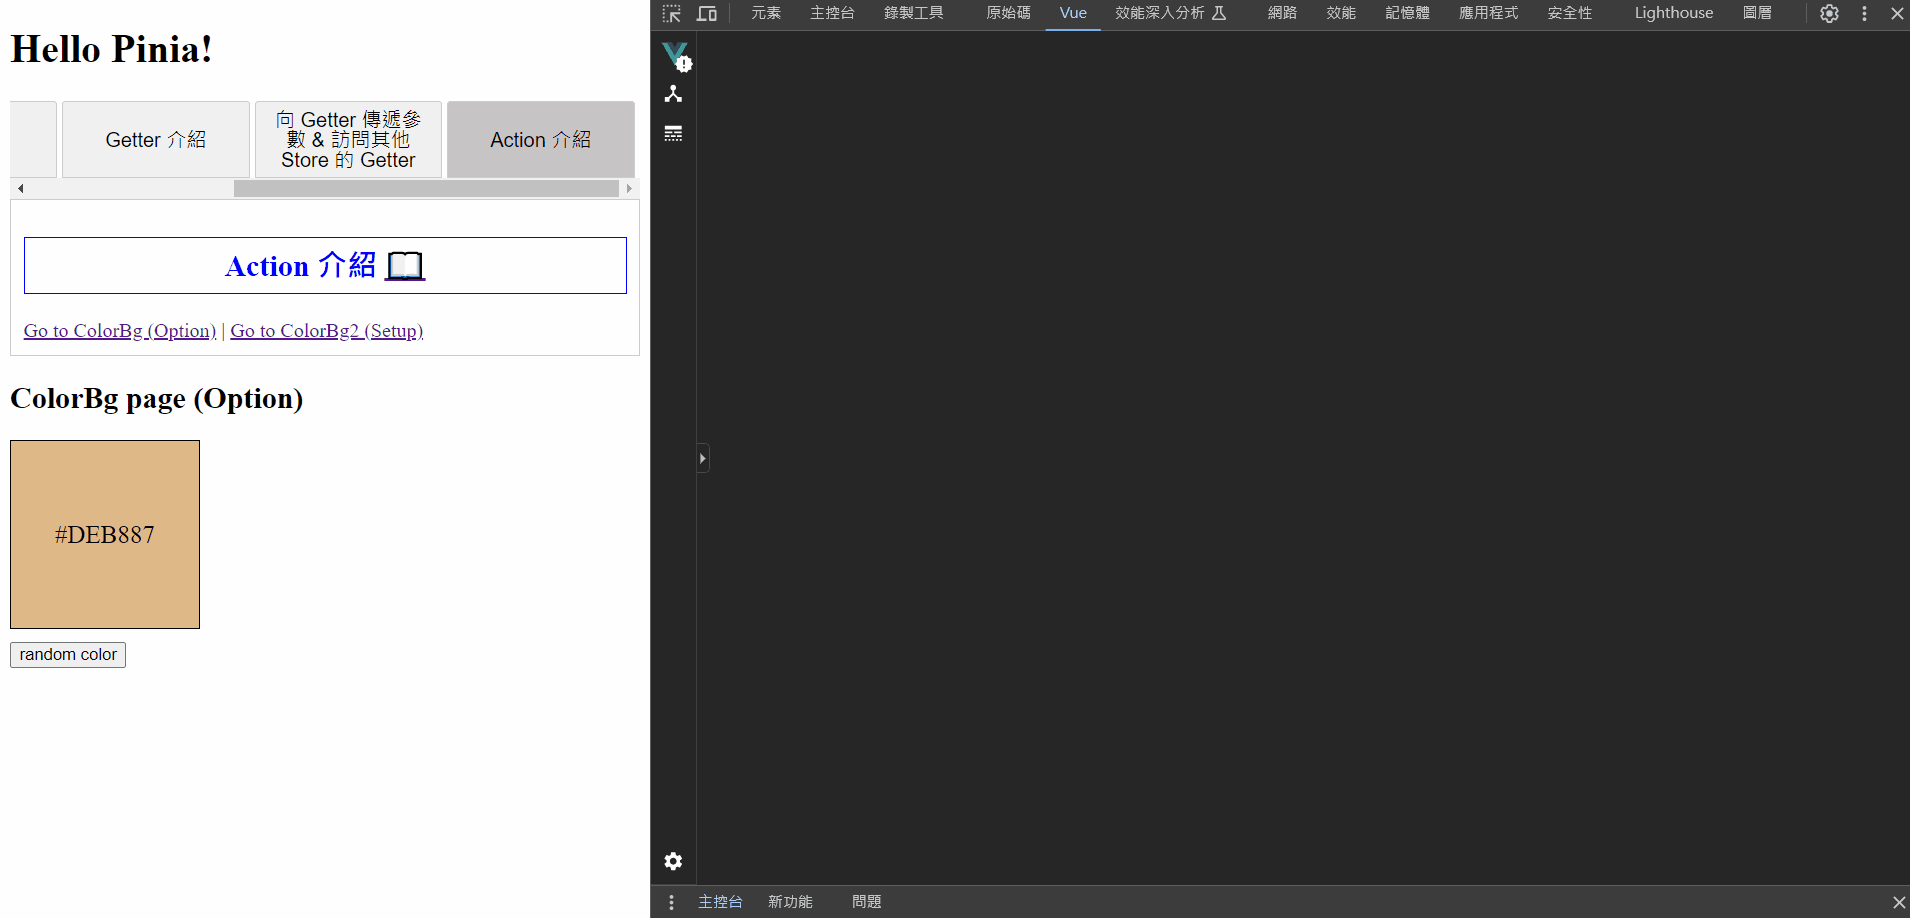 Hello Pinia!
Getter 介紹
向 Getter 傳遞參
數 & 訪問其他
Store 的 Getter
Action 介紹
Action 介紹 📖
Go to ColorBg (Option) | Go to ColorBg2 (Setup)
ColorBg page (Option)
#DEB887
random color
元素 主控台 錄製工具 原始碼 Vue 效能深入分析 網路 效能 記憶體 應用程式 安全性 Lighthouse 圖層
主控台 新功能 問題